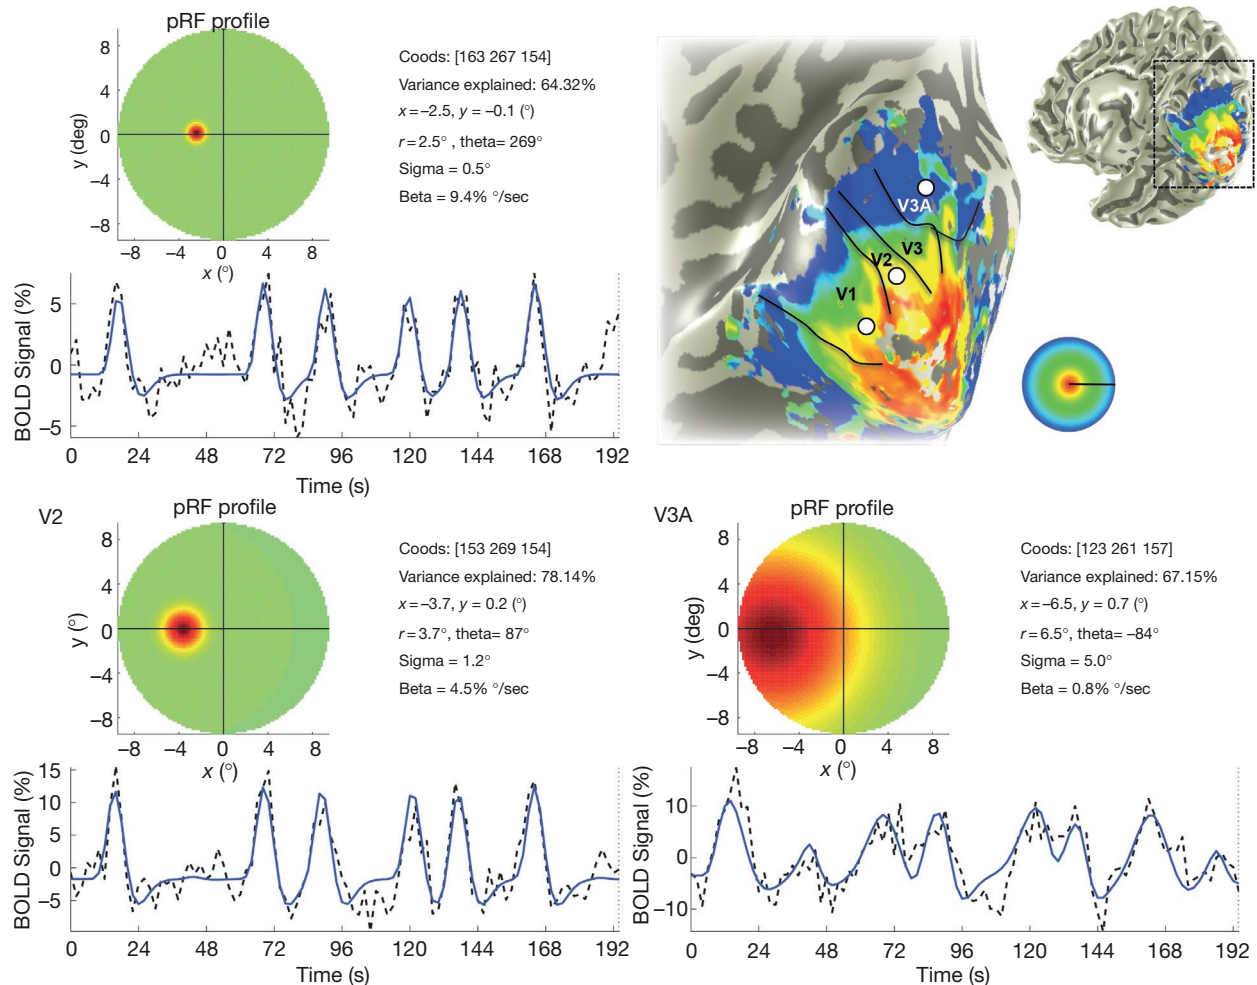 pRF profile
8
4
0
−4
−8
y (deg)
−8 −4 0 4 8
x (°)
Coods: [163 267 154]
Variance explained: 64.32%
x = −2.5, y = −0.1 (°)
r = 2.5° , theta= 269°
Sigma = 0.5°
Beta = 9.4% °/sec
BOLD Signal (%)
5
0
−5
0 24 48 72 96 120 144 168 192
Time (s)
V3A
V3
V2
V1
V2
pRF profile
8
4
0
−4
−8
y (°)
−8 −4 0 4 8
x (°)
Coods: [153 269 154]
Variance explained: 78.14%
x = −3.7, y = 0.2 (°)
r = 3.7°, theta= 87°
Sigma = 1.2°
Beta = 4.5% °/sec
BOLD Signal (%)
15
10
5
0
−5
0 24 48 72 96 120 144 168 192
Time (s)
V3A
pRF profile
8
4
0
−4
−8
y (deg)
−8 −4 0 4 8
x (°)
Coods: [123 261 157]
Variance explained: 67.15%
x = −6.5, y = 0.7 (°)
r = 6.5°, theta= −84°
Sigma = 5.0°
Beta = 0.8% °/sec
BOLD Signal (%)
10
0
−10
0 24 48 72 96 120 144 168 192
Time (s)